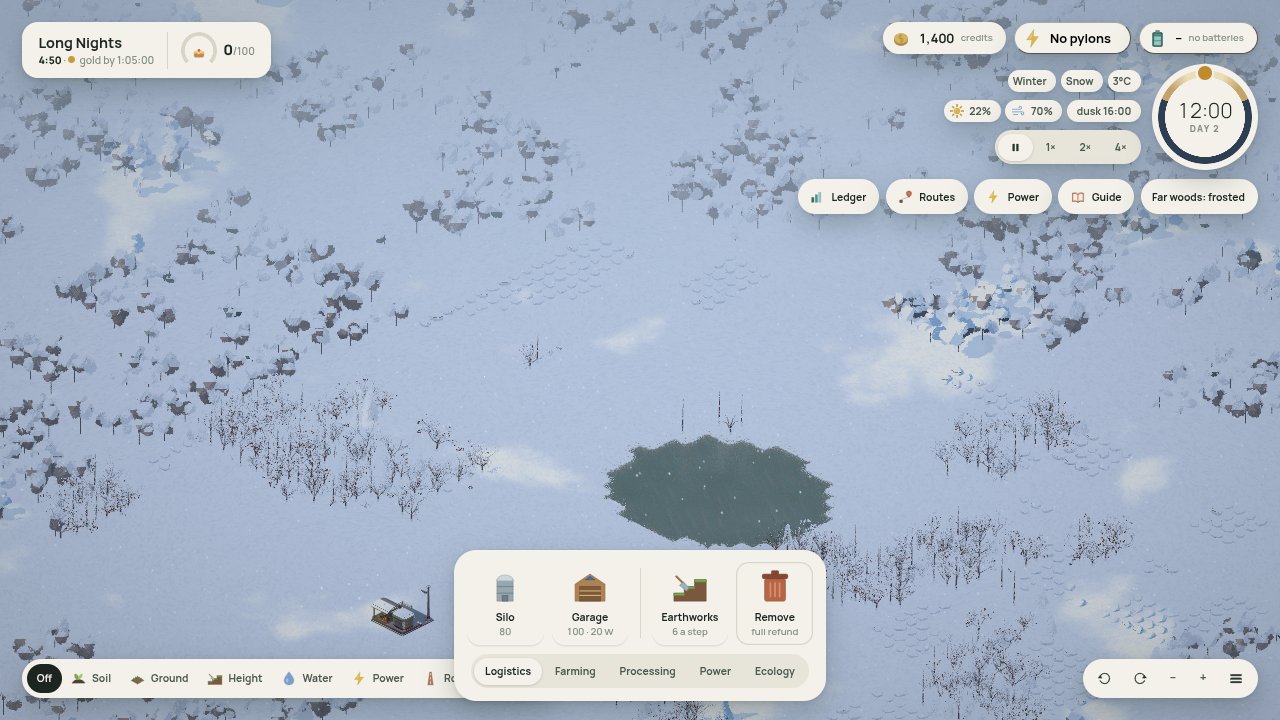 Long Nights
4:50 · gold by 1:05:00
0/100
1,400 credits
No pylons
– no batteries
Winter
Snow
3°C
22%
70%
dusk 16:00
1×
2×
4×
12:00
DAY 2
Ledger
Routes
Power
Guide
Far woods: frosted
Silo
80
Garage
100 · 20 W
Earthworks
6 a step
Remove
full refund
Logistics
Farming
Processing
Power
Ecology
Off
Soil
Ground
Height
Water
Power
−
+